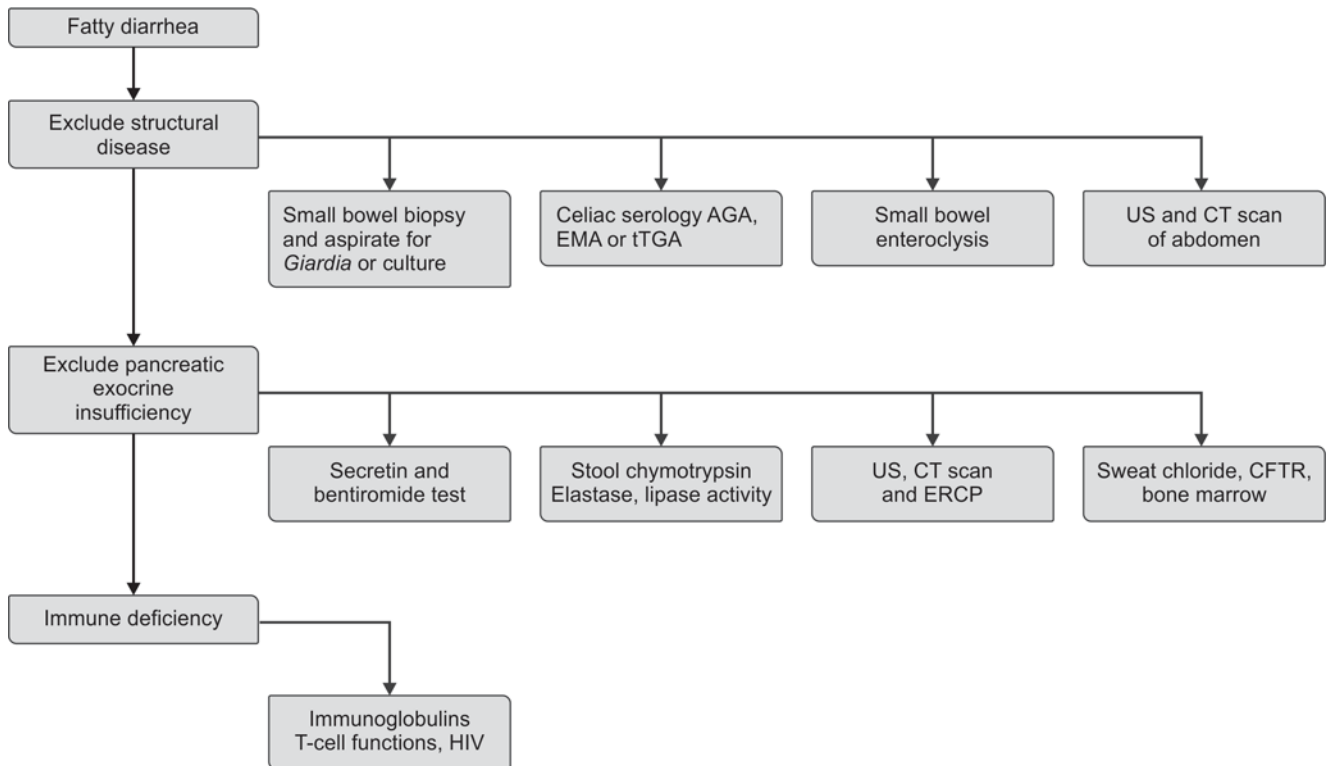 Fatty diarrhea
Exclude structural
disease
Small bowel biopsy
and aspirate for
Giardia or culture
Celiac serology AGA,
EMA or tTGA
Small bowel
enteroclysis
US and CT scan
of abdomen
Exclude pancreatic
exocrine
insufficiency
Secretin and
bentiromide test
Stool chymotrypsin
Elastase, lipase activity
US, CT scan
and ERCP
Sweat chloride, CFTR,
bone marrow
Immune deficiency
Immunoglobulins
T-cell functions, HIV